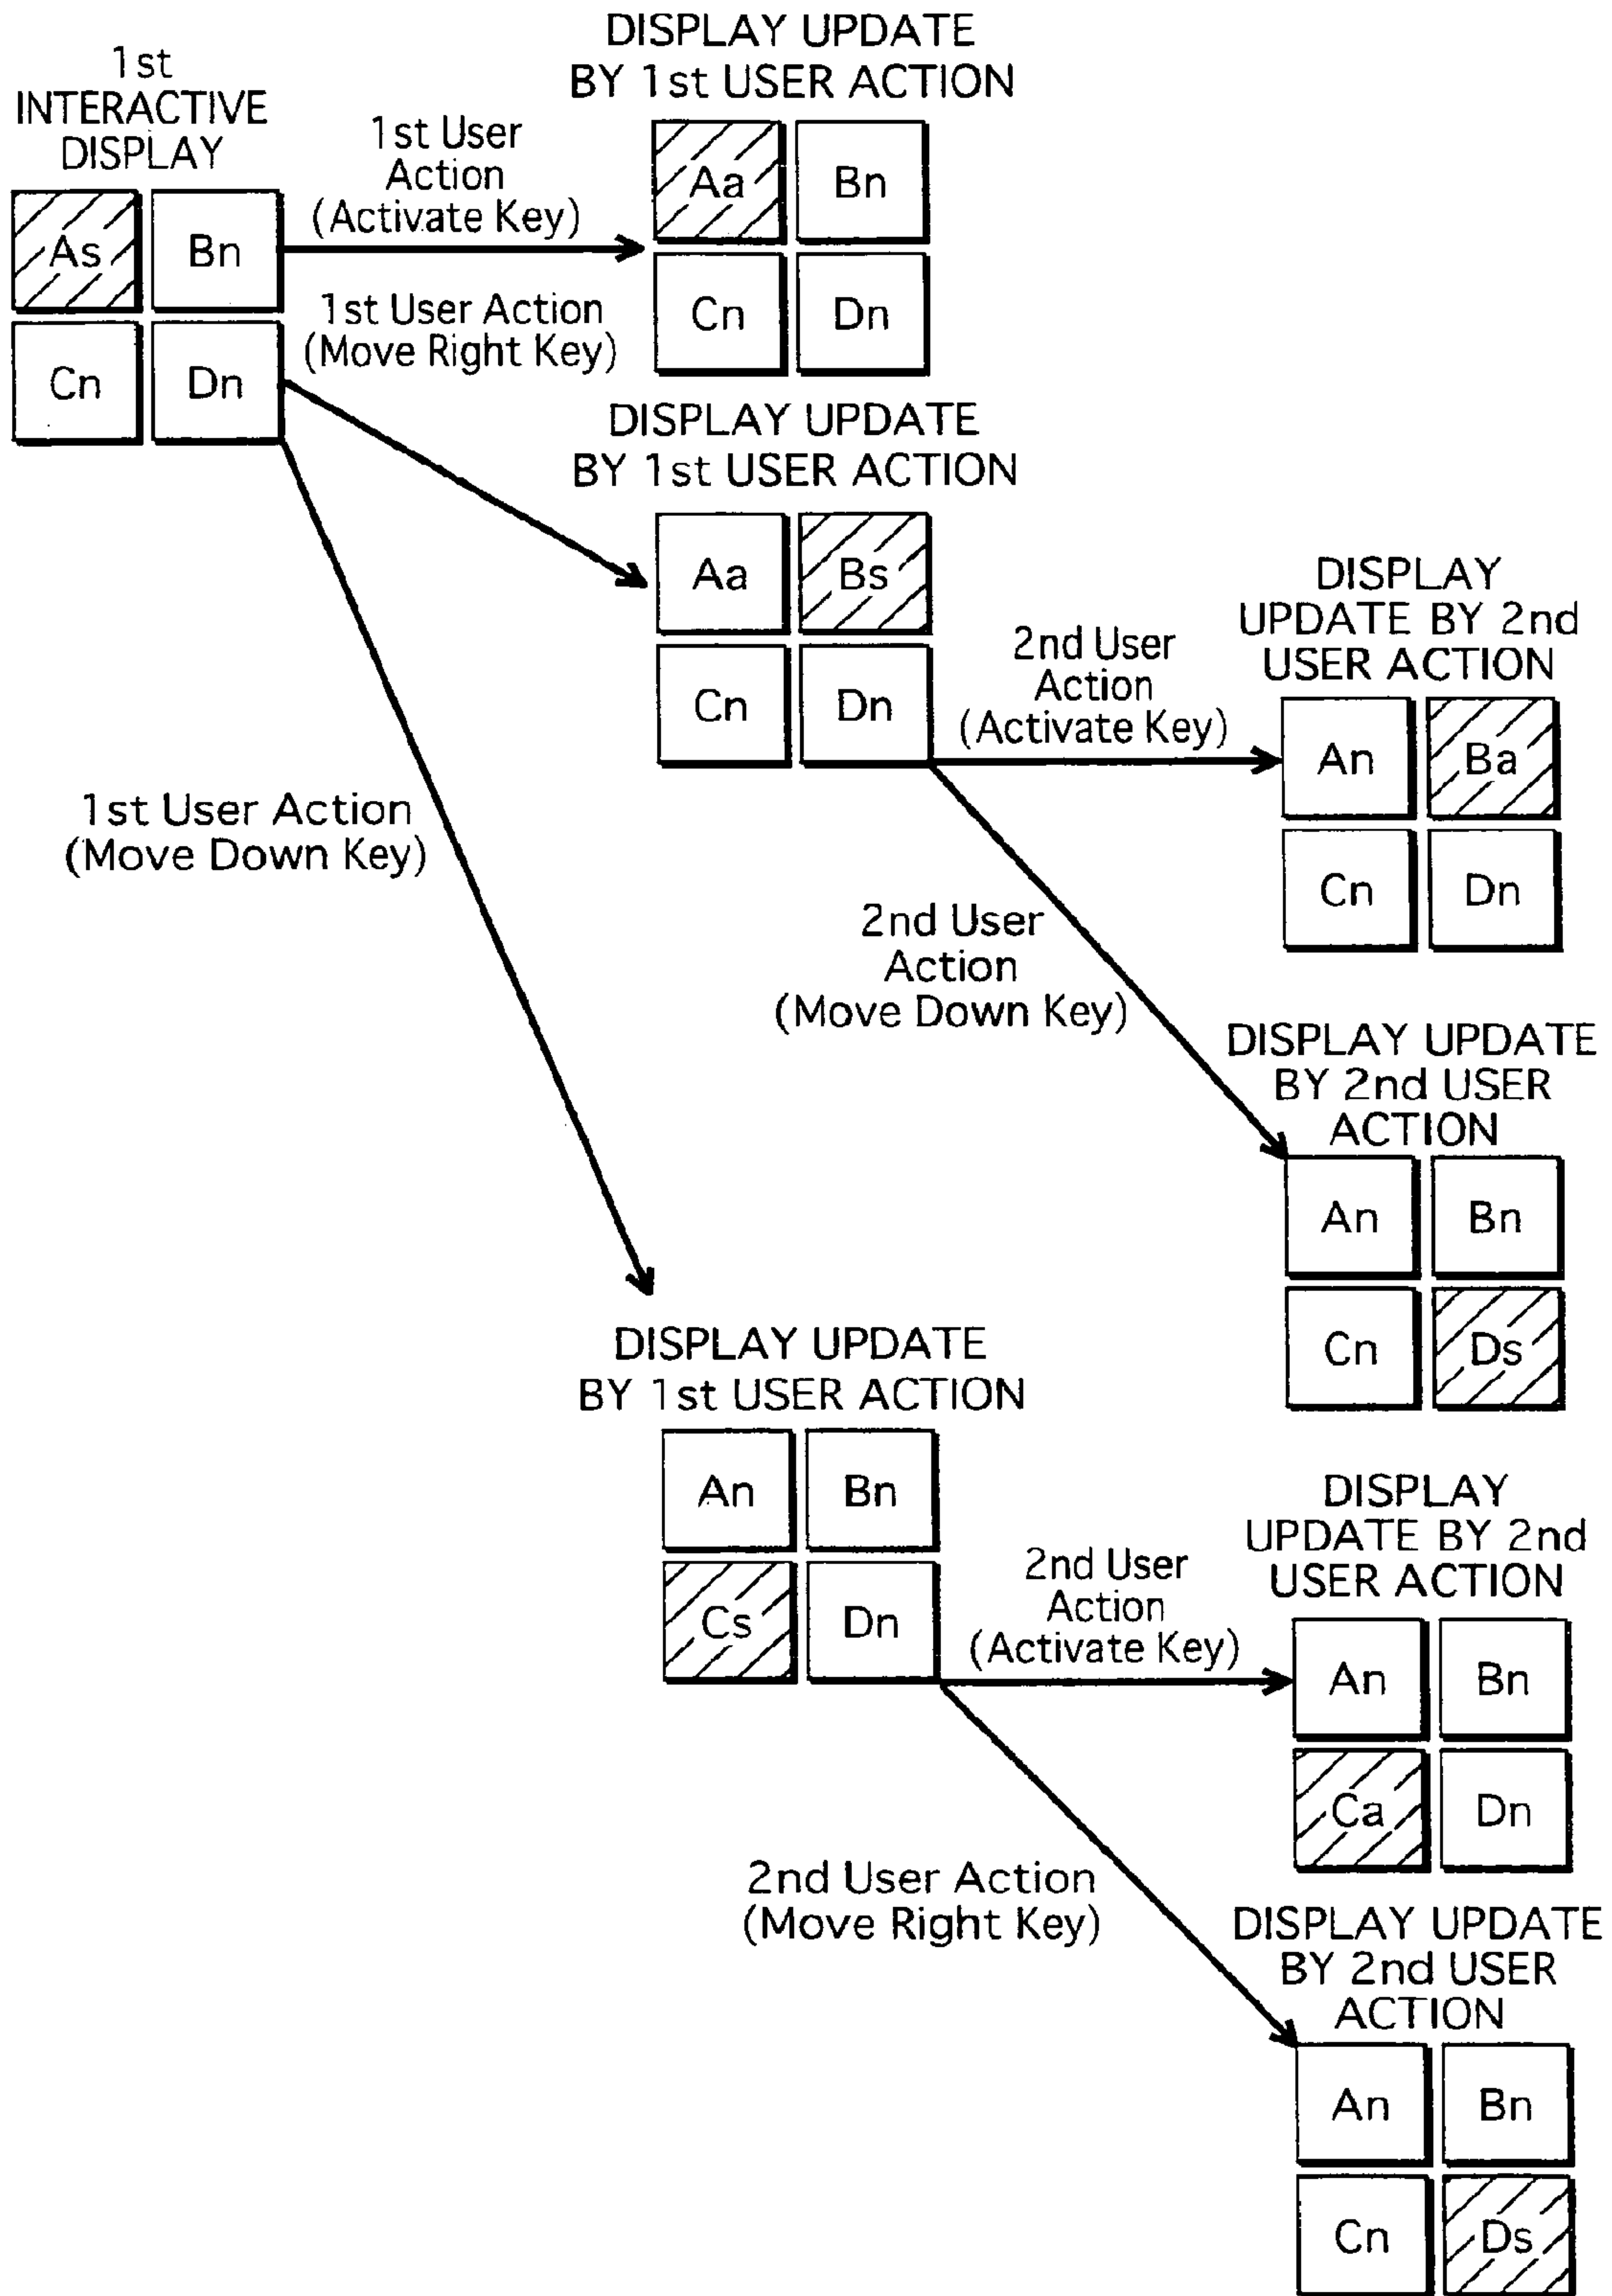 1st
INTERACTIVE
DISPLAY
As Bn
Cn Dn
1st User
Action
(Activate Key)
DISPLAY UPDATE
BY 1st USER ACTION
Aa Bn
Cn Dn
1st User Action
(Move Right Key)
DISPLAY UPDATE
BY 1st USER ACTION
Aa Bs
Cn Dn
2nd User
Action
(Activate Key)
DISPLAY
UPDATE BY 2nd
USER ACTION
An Ba
Cn Dn
2nd User
Action
(Move Down Key)
DISPLAY UPDATE
BY 2nd USER
ACTION
An Bn
Cn Ds
1st User Action
(Move Down Key)
DISPLAY UPDATE
BY 1st USER ACTION
An Bn
Cs Dn
2nd User
Action
(Activate Key)
DISPLAY
UPDATE BY 2nd
USER ACTION
An Bn
Ca Dn
2nd User Action
(Move Right Key)
DISPLAY UPDATE
BY 2nd USER
ACTION
An Bn
Cn Ds